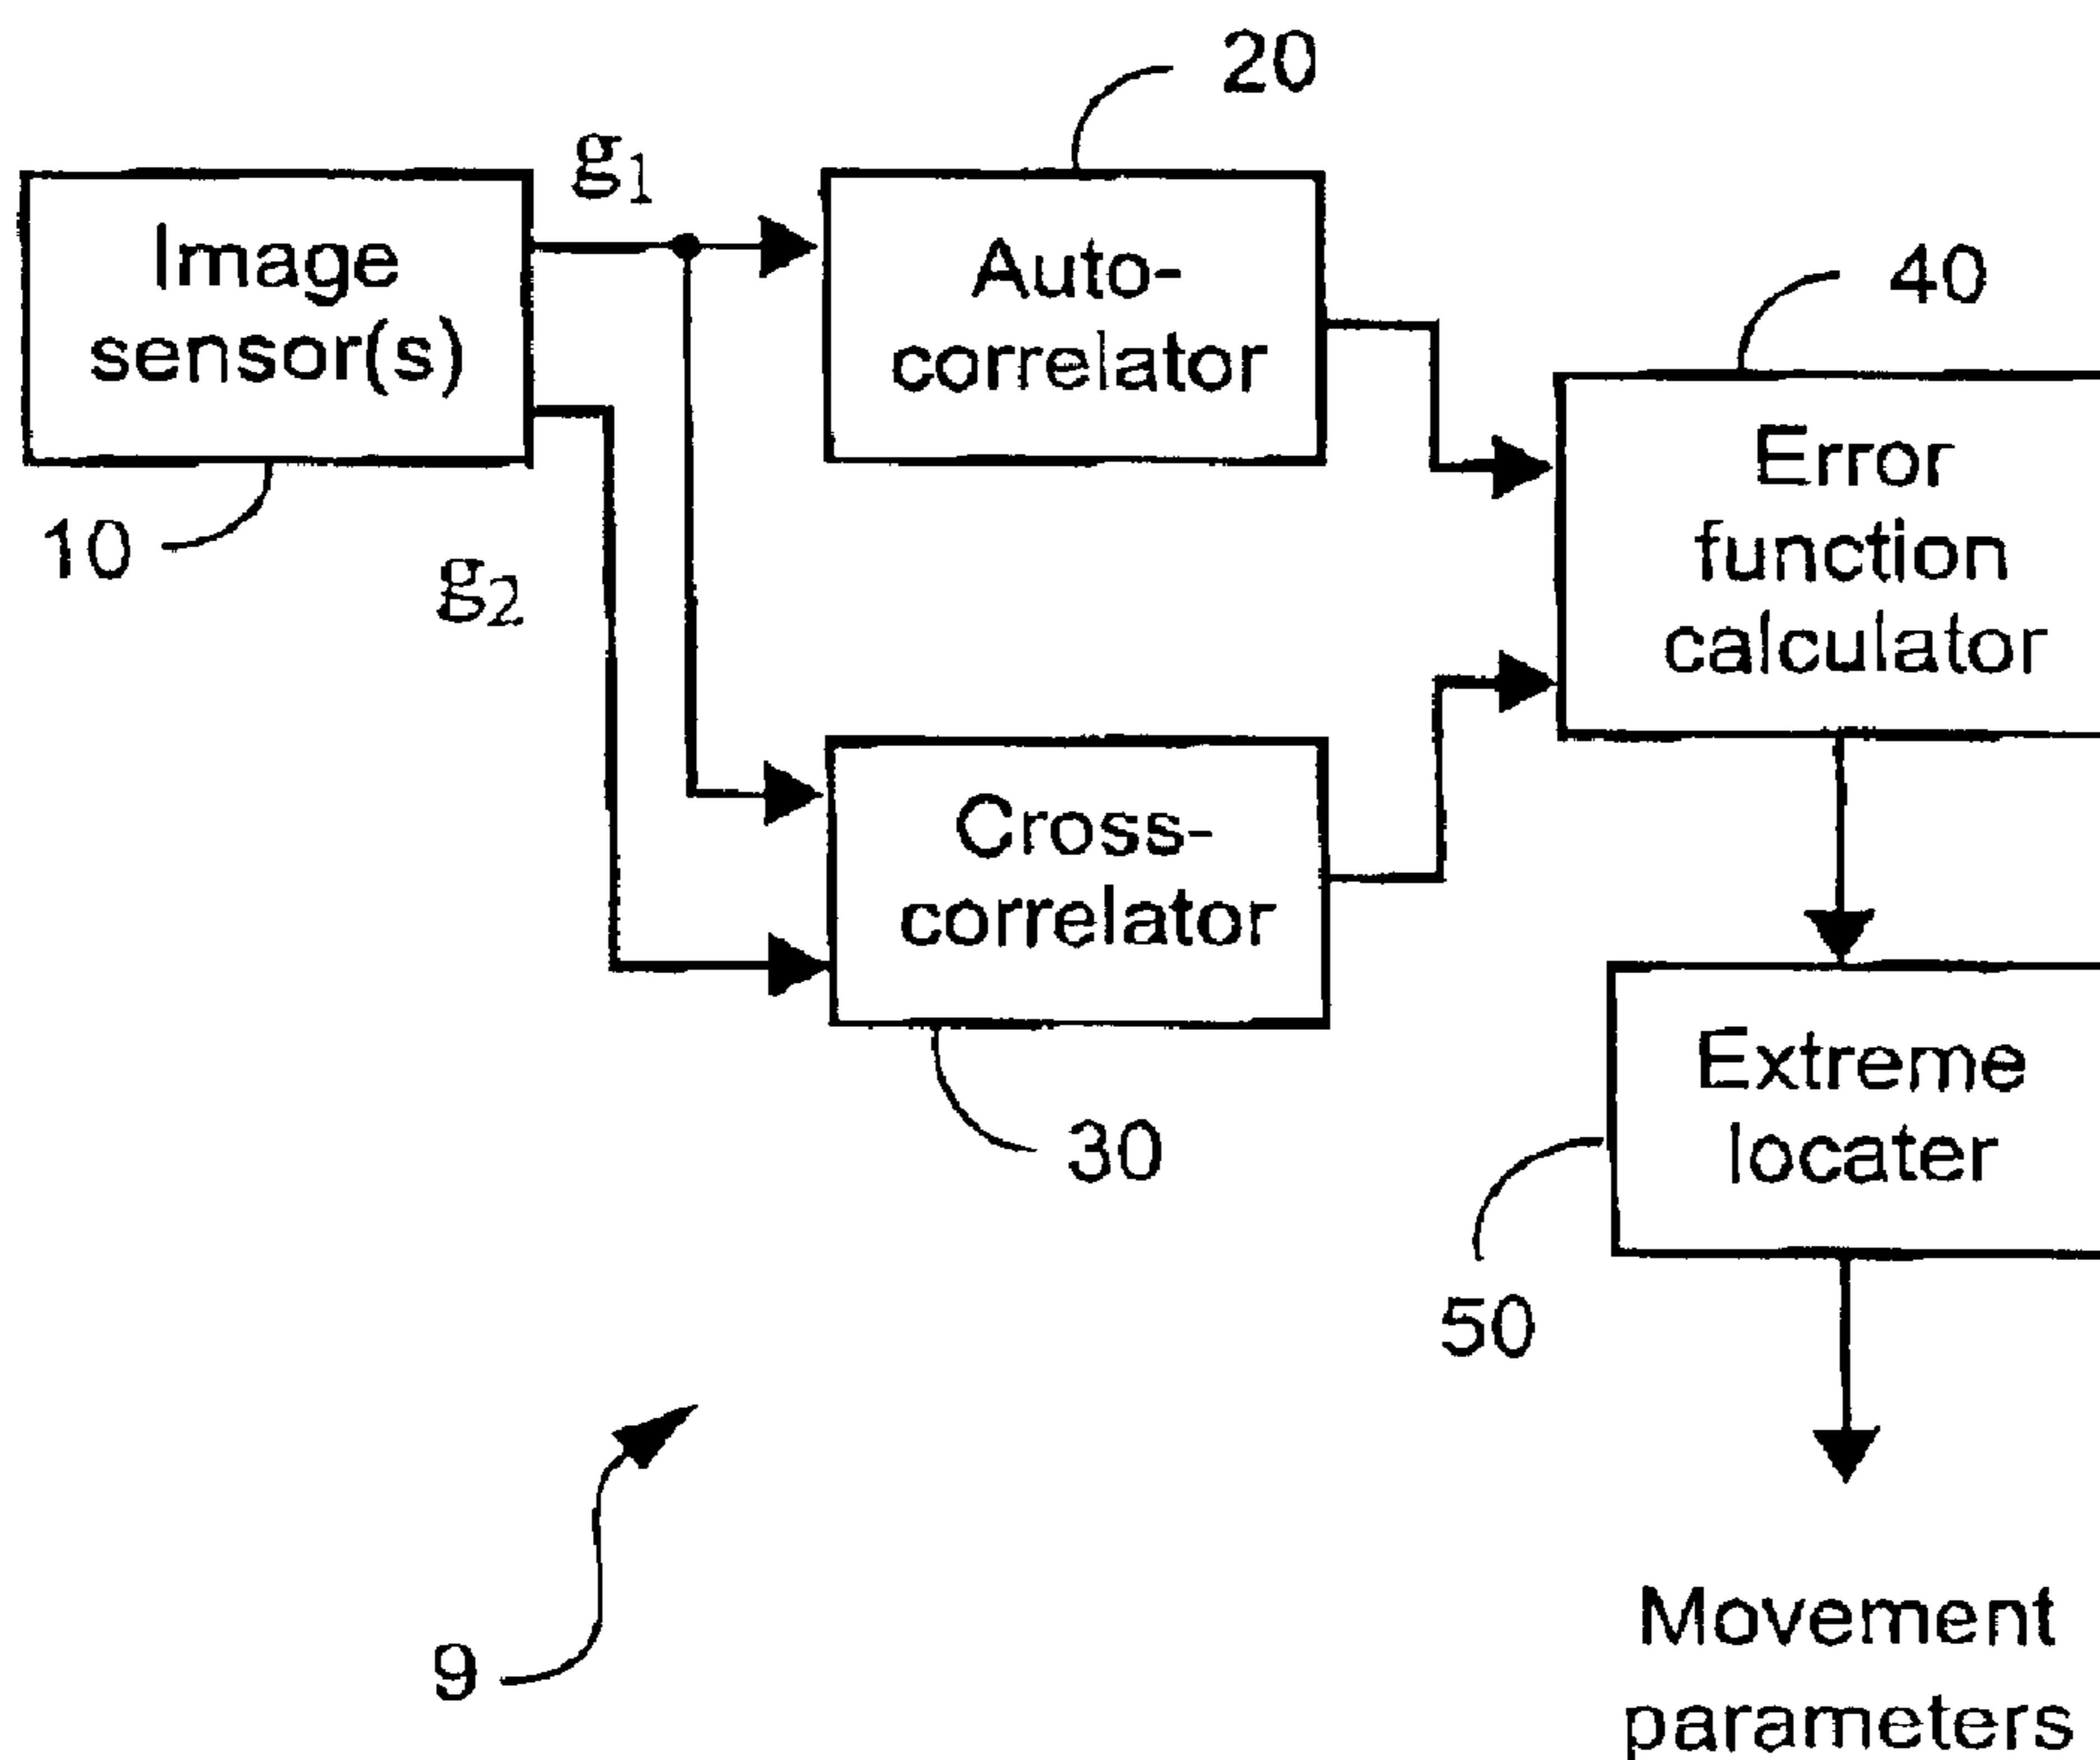 20
g1
Image
sensor(s)
Auto-
correlator
40
10
g2
Error
function
calculator
Cross-
correlator
30
Extreme
locater
50
9
Movement
parameters